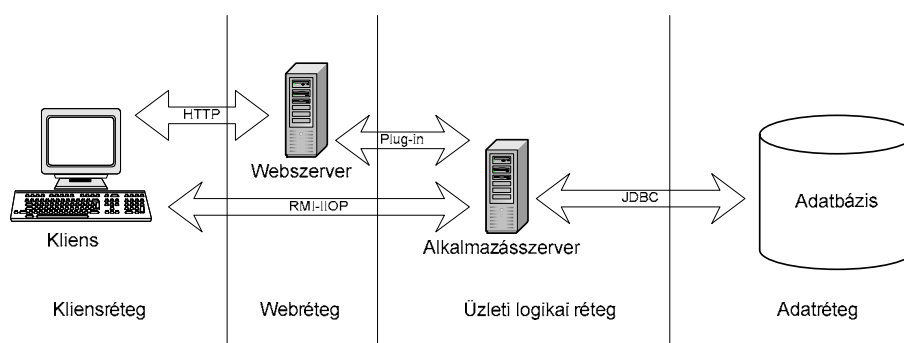 HTTP
Plug-in
Webszerver
RMI-IIOP
JDBC
Adatbázis
Kliens
Alkalmazásszerver
Kliensréteg
Webréteg
Üzleti logikai réteg
Adatréteg